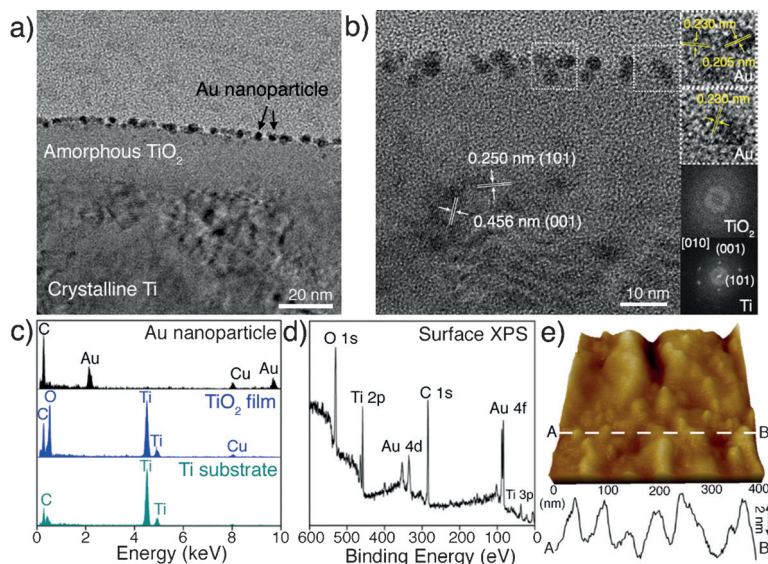 a)
Au nanoparticle
Amorphous TiO2
Crystalline Ti
20 nm
b)
0.250 nm (101)
0.456 nm (001)
10 nm
0.230 nm
0.205 nm
Au
0.230 nm
Au
TiO2
[010]
(001)
(101)
Ti
c)
C
Au nanoparticle
Au
Cu
Au
TiO2 film
O
C
Ti
Ti
Cu
Ti substrate
Ti
C
Ti
0 2 4 6 8 10
Energy (keV)
d)
Surface XPS
O 1s
Ti 2p
Au 4d
C 1s
Au 4f
Ti 3p
600 500 400 300 200 100 0
Binding Energy (eV)
e)
A B
0 100 200 300 400
(nm)
2 nm
A B